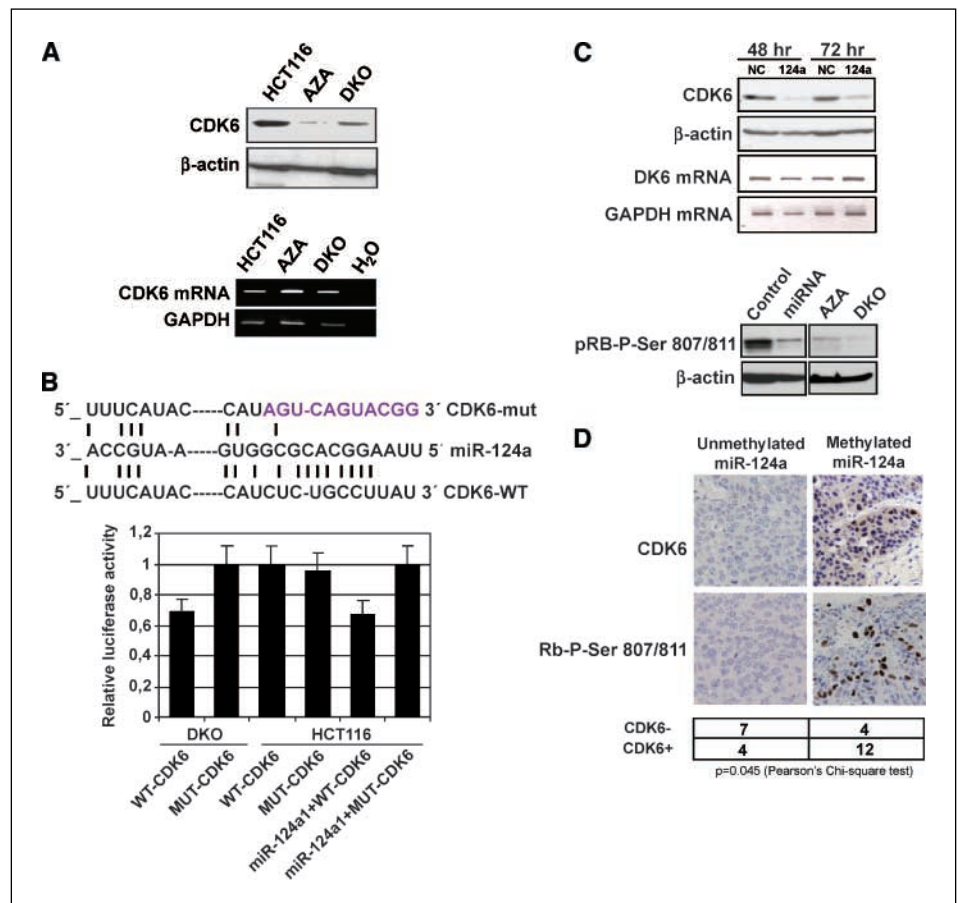 A
HCT116 AZA DKO
CDK6
β-actin
HCT116 AZA DKO H2O
CDK6 mRNA
GAPDH
B
5´_ UUUCAUAC-----CAUAGU-CAGUACGG 3´ CDK6-mut
3´_ ACCGUA-A----GUGGCGCACGGAAUU 5´ miR-124a
5´_ UUUCAUAC-----CAUCUC-UGCCUUAU 3´ CDK6-WT
Relative luciferase activity
1,2
1
0,8
0,6
0,4
0,2
0
WT-CDK6 MUT-CDK6 WT-CDK6 MUT-CDK6 miR-124a1+WT-CDK6 miR-124a1+MUT-CDK6
DKO HCT116
C
48 hr 72 hr
NC 124a NC 124a
CDK6
β-actin
DK6 mRNA
GAPDH mRNA
Control miRNA AZA DKO
pRB-P-Ser 807/811
β-actin
D
Unmethylated miR-124a
Methylated miR-124a
CDK6
Rb-P-Ser 807/811
CDK6- 7 4
CDK6+ 4 12
p=0.045 (Pearson's Chi-square test)